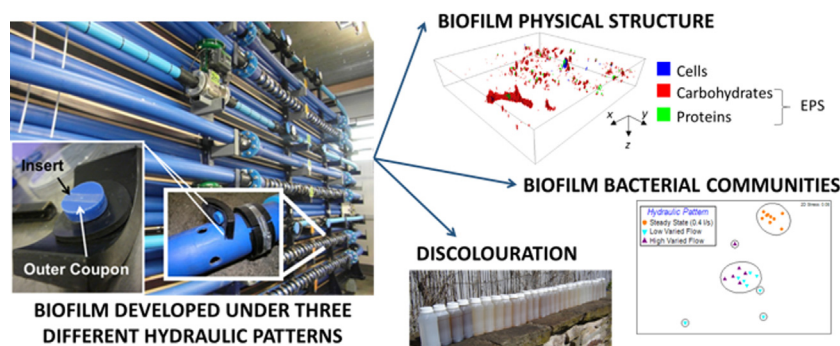 BIOFILM PHYSICAL STRUCTURE
Cells
Carbohydrates
Proteins
EPS
x
y
z
Insert
Outer Coupon
BIOFILM DEVELOPED UNDER THREE
DIFFERENT HYDRAULIC PATTERNS
BIOFILM BACTERIAL COMMUNITIES
Hydraulic Pattern
Steady State (0.4 l/s)
Low Varied Flow
High Varied Flow
DISCOLOURATION